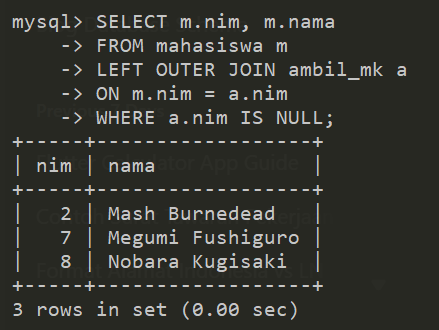 mysql> SELECT m.nim, m.nama
    -> FROM mahasiswa m
    -> LEFT OUTER JOIN ambil_mk a
    -> ON m.nim = a.nim
    -> WHERE a.nim IS NULL;
+-----+------------------+
| nim | nama             |
+-----+------------------+
|   2 | Mash Burnedead   |
|   7 | Megumi Fushiguro |
|   8 | Nobara Kugisaki  |
+-----+------------------+
3 rows in set (0.00 sec)